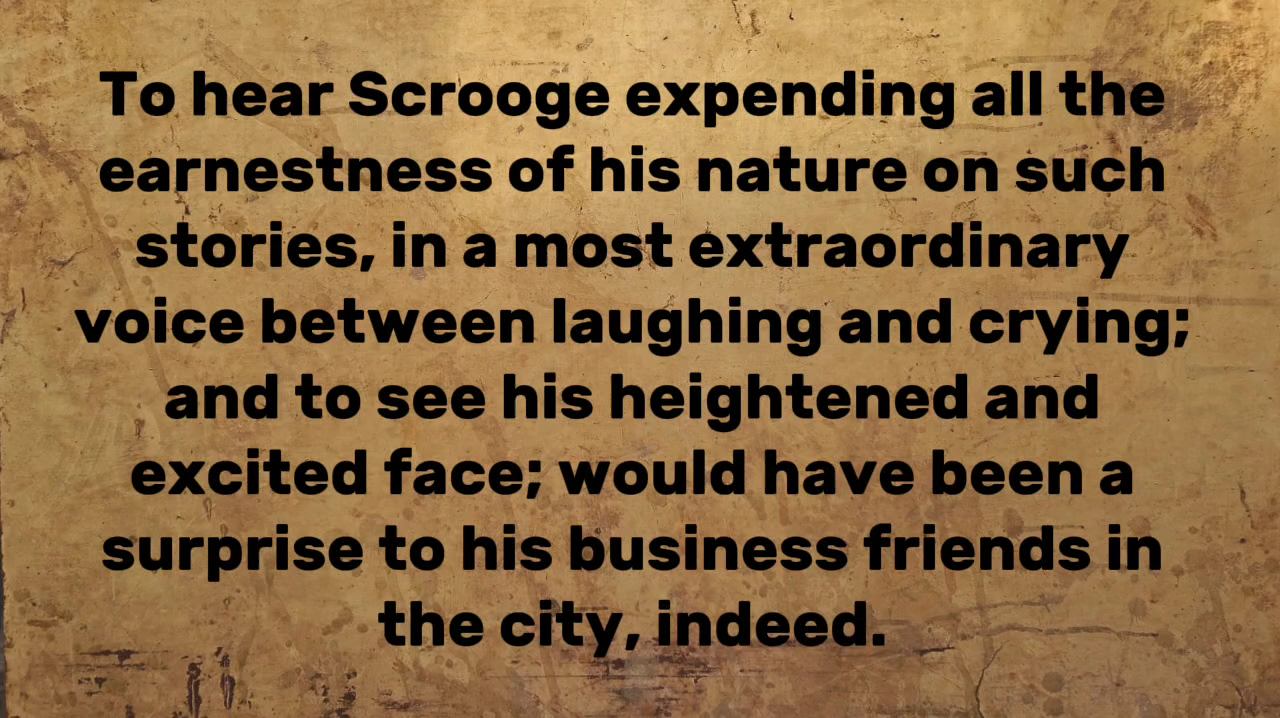 To hear Scrooge expending all the
earnestness of his nature on such
stories, in a most extraordinary
voice between laughing and crying;
and to see his heightened and
excited face; would have been a
surprise to his business friends in
the city, indeed.